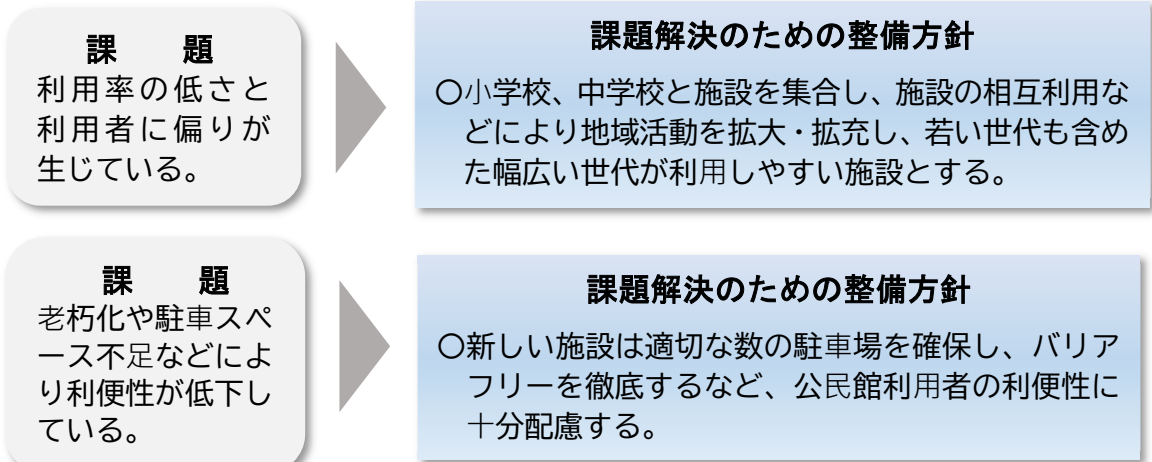 課　題
利用率の低さと
利用者に偏りが
生じている。
課題解決のための整備方針
〇小学校、中学校と施設を集合し、施設の相互利用な
どにより地域活動を拡大・拡充し、若い世代も含め
た幅広い世代が利用しやすい施設とする。
課　題
老朽化や駐車スペ
ース不足などによ
り利便性が低下し
ている。
課題解決のための整備方針
〇新しい施設は適切な数の駐車場を確保し、バリア
フリーを徹底するなど、公民館利用者の利便性に
十分配慮する。